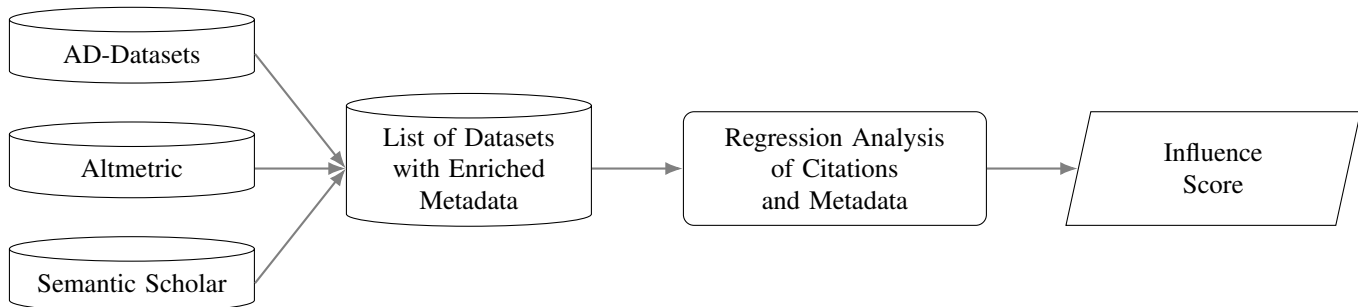 AD-Datasets
Altmetric
Semantic Scholar
List of Datasets
with Enriched
Metadata
Regression Analysis
of Citations
and Metadata
Influence
Score